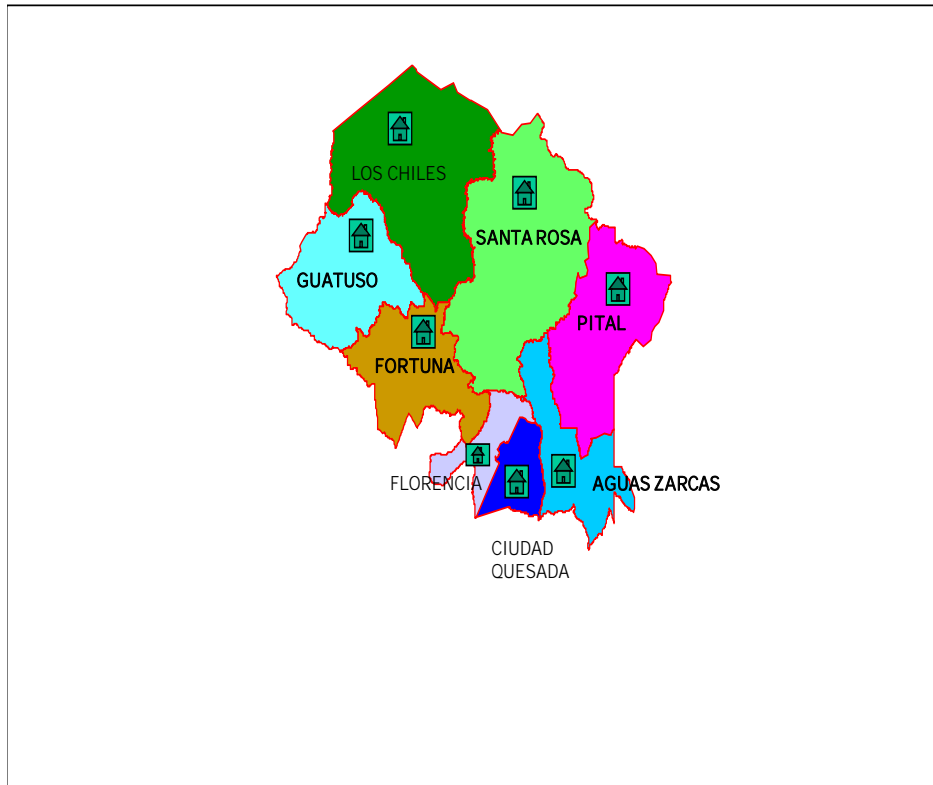 LOS CHILES
SANTA ROSA
GUATUSO
PITAL
FORTUNA
FLORENCIA
AGUAS ZARCAS
CIUDAD
QUESADA